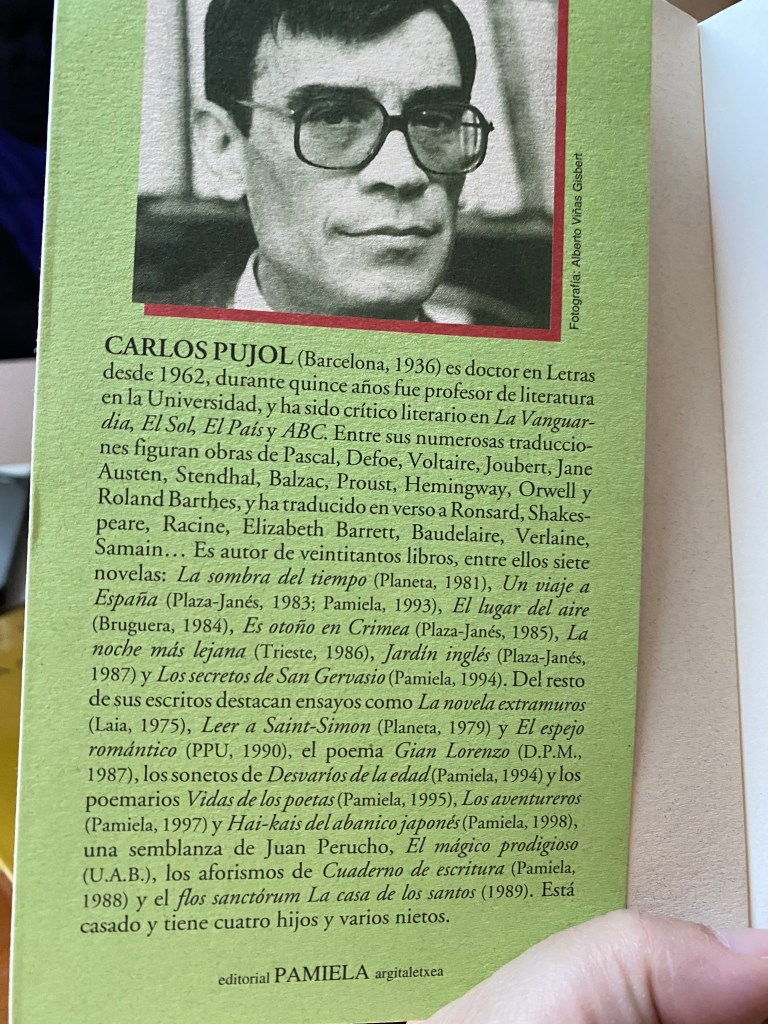 Fotografía: Alberto Viñas Gisbert
CARLOS PUJOL (Barcelona, 1936) es doctor en Letras
desde 1962, durante quince años fue profesor de literatura
en la Universidad, y ha sido crítico literario en La Vanguar-
dia, El Sol, El País y ABC. Entre sus numerosas traduccio-
nes figuran obras de Pascal, Defoe, Voltaire, Joubert, Jane
Austen, Stendhal, Balzac, Proust, Hemingway, Orwell y
Roland Barthes, y ha traducido en verso a Ronsard, Shakes-
peare, Racine, Elizabeth Barrett, Baudelaire, Verlaine,
Samain… Es autor de veintitantos libros, entre ellos siete
novelas: La sombra del tiempo (Planeta, 1981), Un viaje a
España (Plaza-Janés, 1983; Pamiela, 1993), El lugar del aire
(Bruguera, 1984), Es otoño en Crimea (Plaza-Janés, 1985), La
noche más lejana (Trieste, 1986), Jardín inglés (Plaza-Janés,
1987) y Los secretos de San Gervasio (Pamiela, 1994). Del resto
de sus escritos destacan ensayos como La novela extramuros
(Laia, 1975), Leer a Saint-Simon (Planeta, 1979) y El espejo
romántico (PPU, 1990), el poema Gian Lorenzo (D.P.M.,
1987), los sonetos de Desvaríos de la edad (Pamiela, 1994) y los
poemarios Vidas de los poetas (Pamiela, 1995), Los aventureros
(Pamiela, 1997) y Hai-kais del abanico japonés (Pamiela, 1998),
una semblanza de Juan Perucho, El mágico prodigioso
(U.A.B.), los aforismos de Cuaderno de escritura (Pamiela,
1988) y el flos sanctórum La casa de los santos (1989). Está
casado y tiene cuatro hijos y varios nietos.
editorial PAMIELA argitaletxea